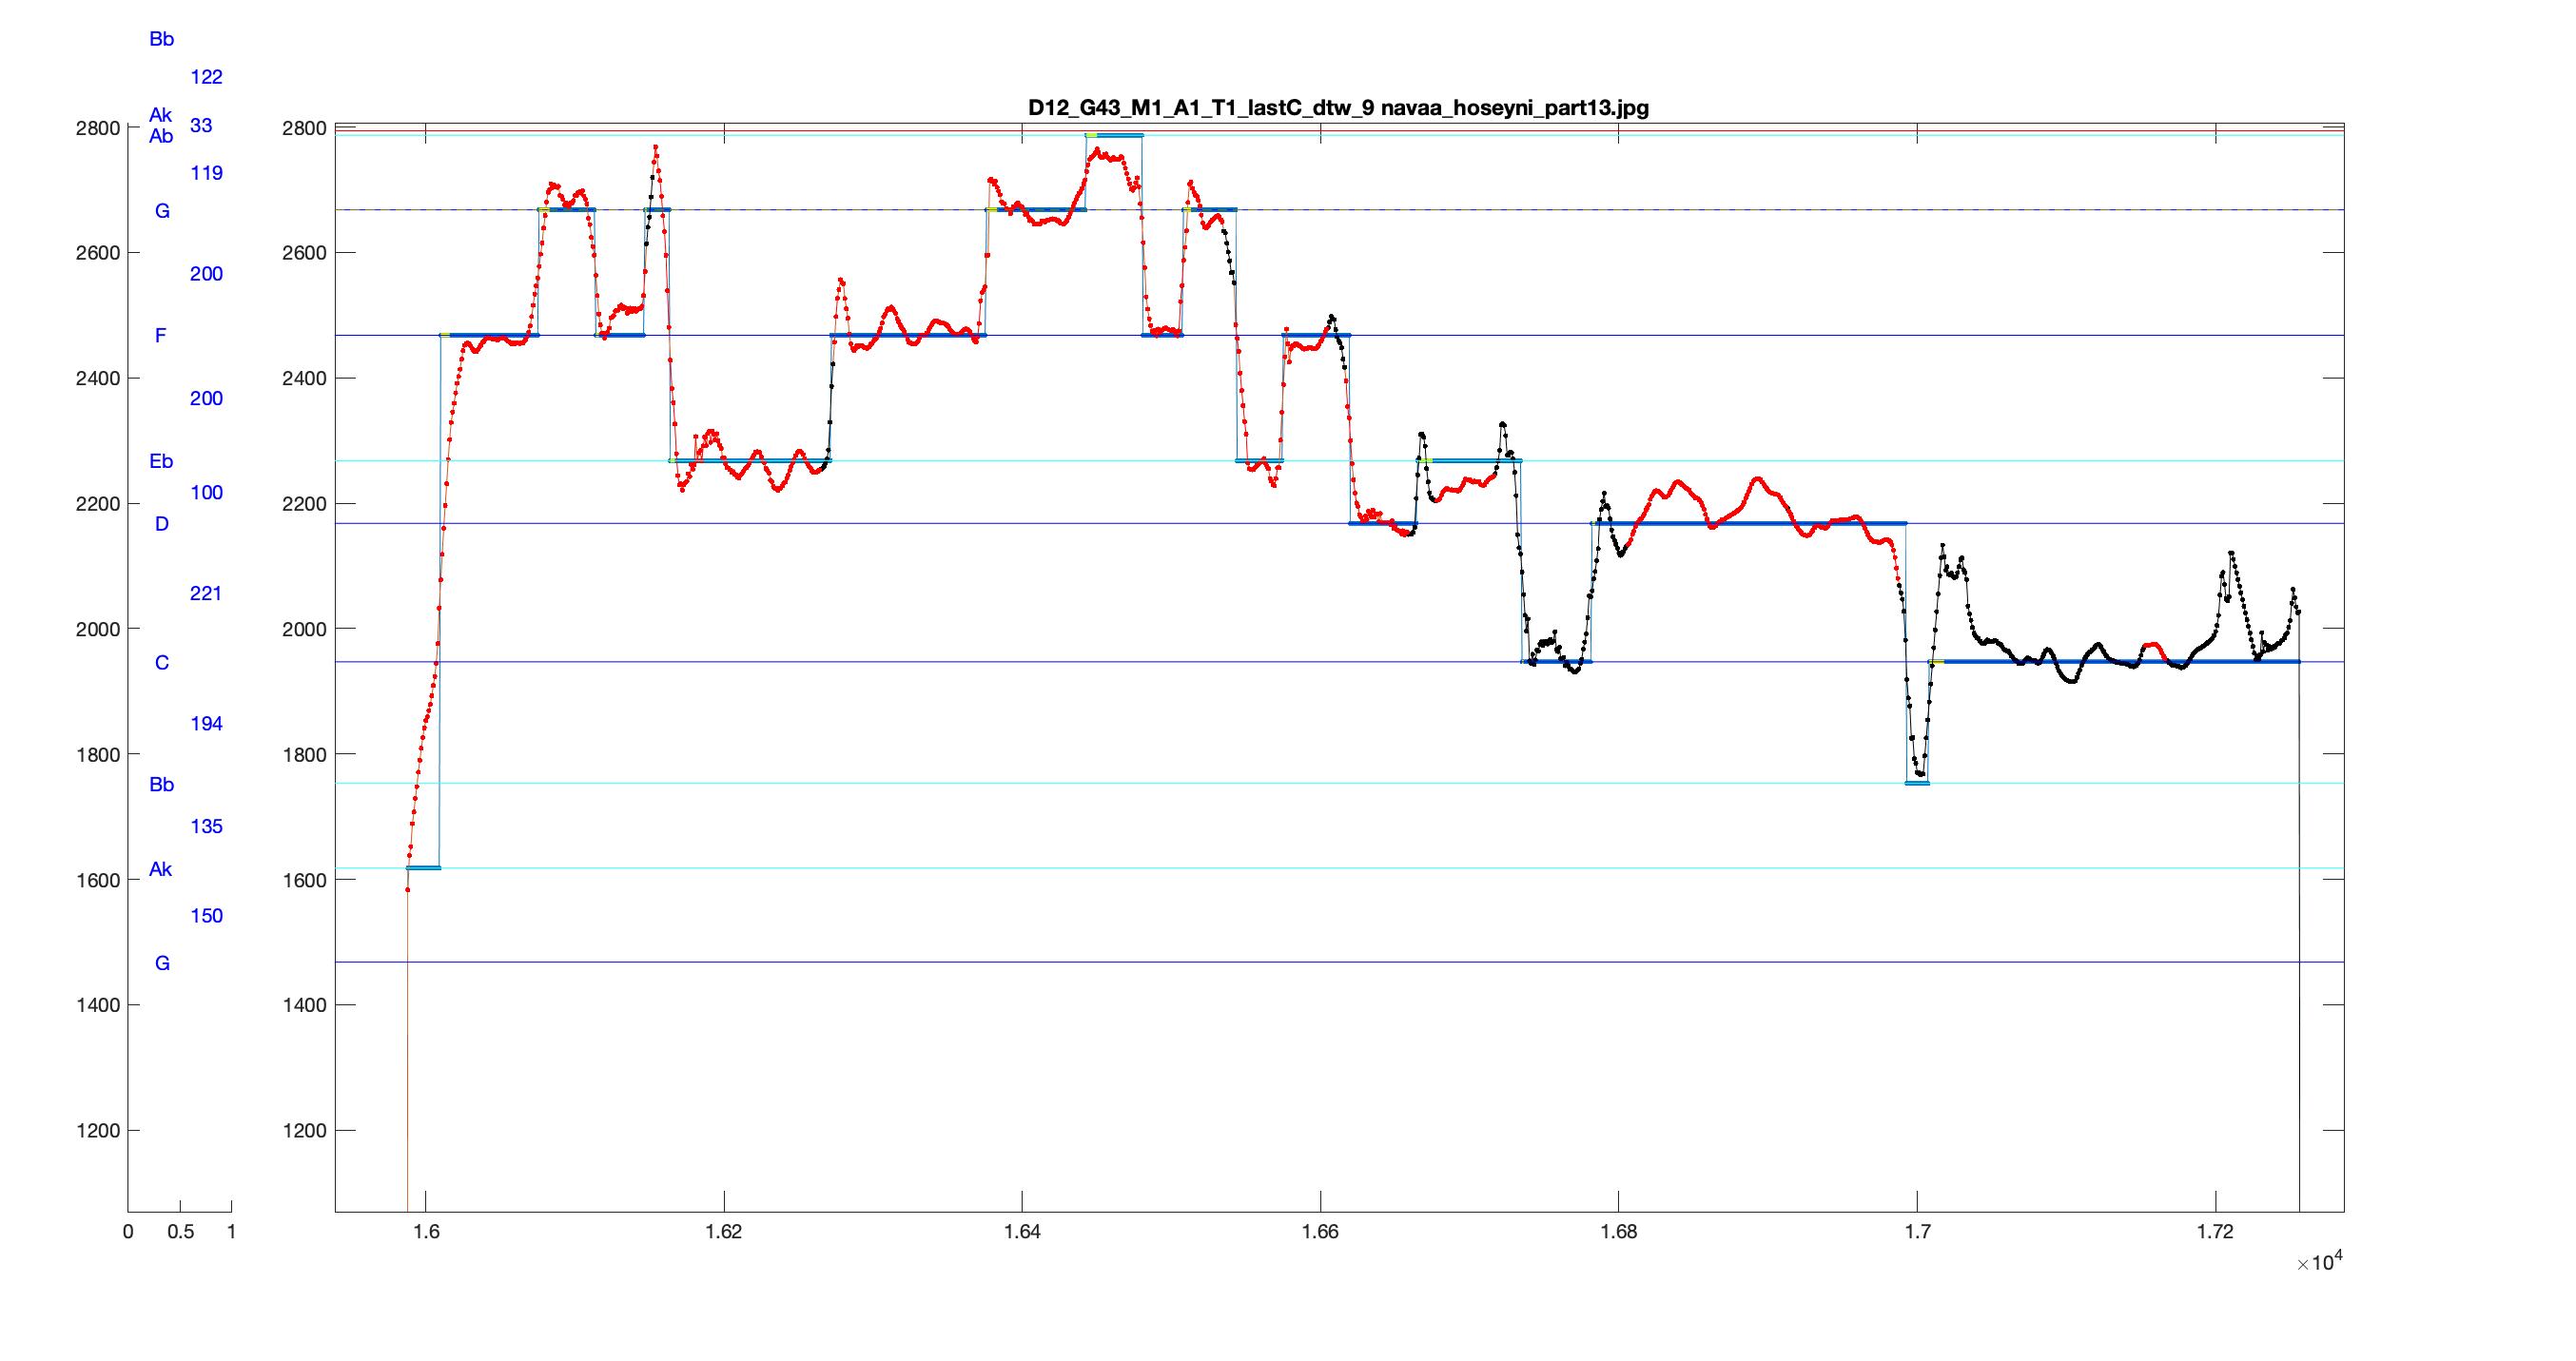 Bb
122
Ak
33
Ab
119
G
200
F
200
Eb
100
D
221
C
194
Bb
135
Ak
150
G
2800
2600
2400
2200
2000
1800
1600
1400
1200
0 0.5 1
D12_G43_M1_A1_T1_lastC_dtw_9 navaa_hoseyni_part13.jpg
2800
2600
2400
2200
2000
1800
1600
1400
1200
1.6 1.62 1.64 1.66 1.68 1.7 1.72
×10⁴